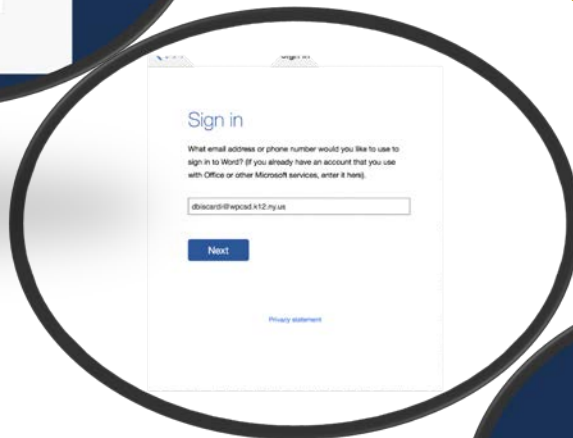 Sign in
Sign in
What email address or phone number would you like to use to
sign in to Word? (If you already have an account that you use
with Office or other Microsoft services, enter it here).
dbiscardi@wpcsd.k12.ny.us
Next
Privacy statement